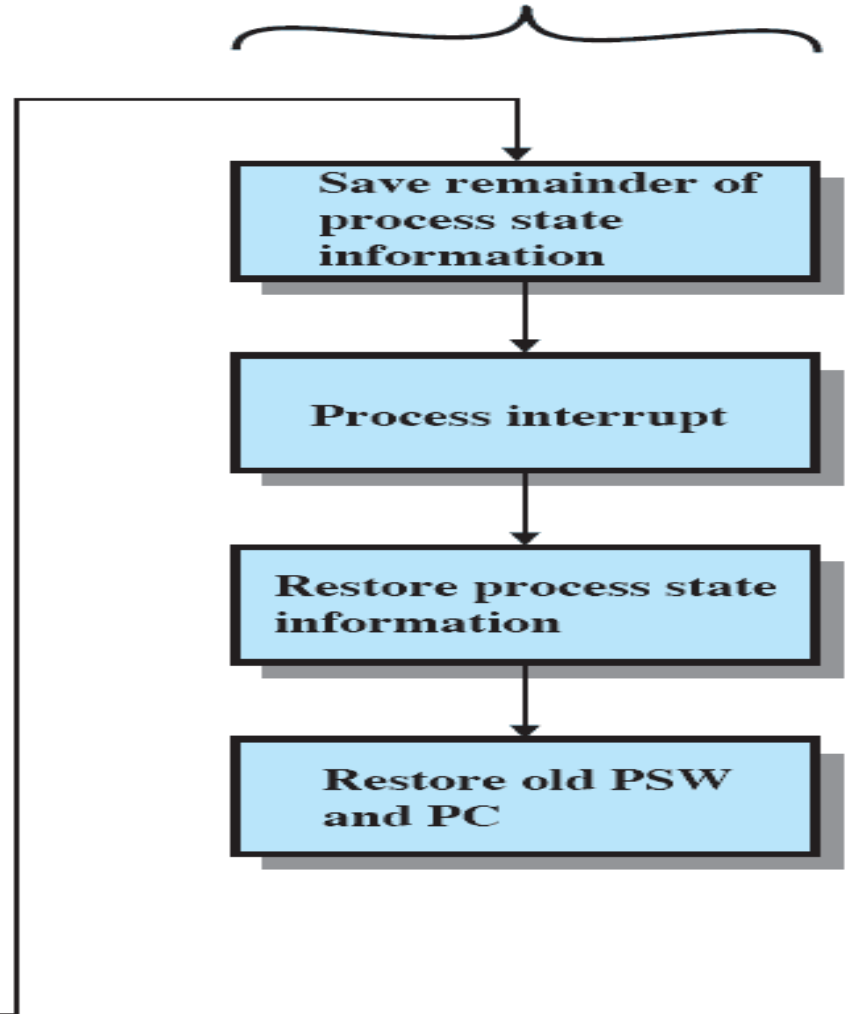 Save remainder of
process state
information
Process interrupt
Restore process state
information
Restore old PSW
and PC